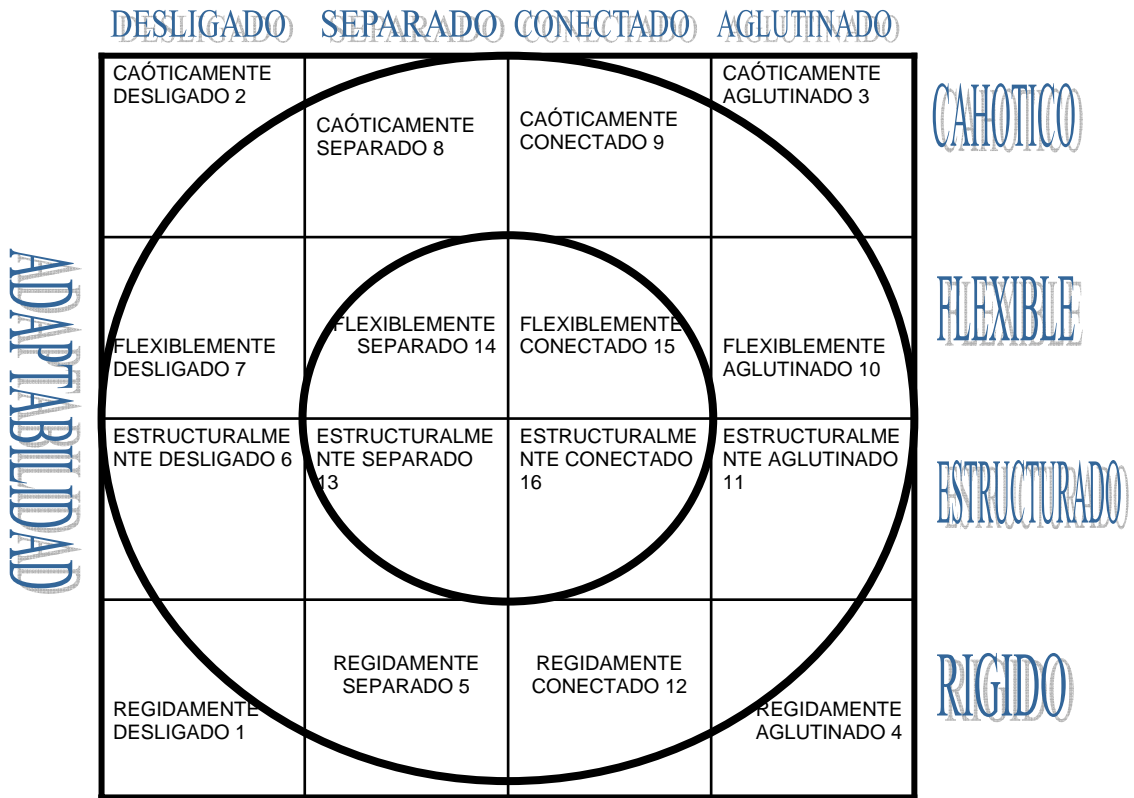 DESLIGADO SEPARADO CONECTADO AGLUTINADO
CAÓTICAMENTE
DESLIGADO 2
CAÓTICAMENTE
SEPARADO 8
CAÓTICAMENTE
CONECTADO 9
CAÓTICAMENTE
AGLUTINADO 3
CAHOTICO
ADAPTABILIDAD
FLEXIBLEMENTE
DESLIGADO 7
FLEXIBLEMENTE
SEPARADO 14
FLEXIBLEMENTE
CONECTADO 15
FLEXIBLEMENTE
AGLUTINADO 10
FLEXIBLE
ESTRUCTURALME
NTE DESLIGADO 6
ESTRUCTURALME
NTE SEPARADO
13
ESTRUCTURALME
NTE CONECTADO
16
ESTRUCTURALME
NTE AGLUTINADO
11
ESTRUCTURADO
REGIDAMENTE
DESLIGADO 1
REGIDAMENTE
SEPARADO 5
REGIDAMENTE
CONECTADO 12
REGIDAMENTE
AGLUTINADO 4
RIGIDO